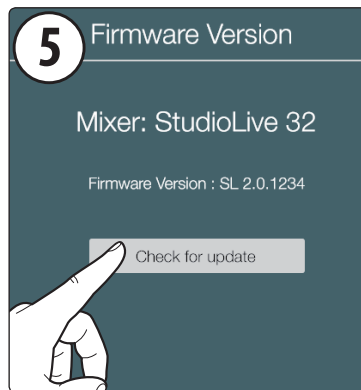 5
Firmware Version
Mixer: StudioLive 32
Firmware Version : SL 2.0.1234
Check for update